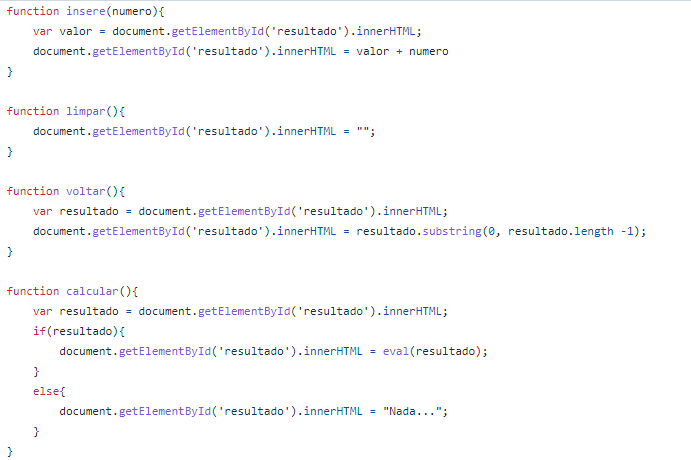 function insere(numero){
var valor = document.getElementById('resultado').innerHTML;
document.getElementById('resultado').innerHTML = valor + numero
}
function limpar(){
document.getElementById('resultado').innerHTML = "";
}
function voltar(){
var resultado = document.getElementById('resultado').innerHTML;
document.getElementById('resultado').innerHTML = resultado.substring(0, resultado.length -1);
}
function calcular(){
var resultado = document.getElementById('resultado').innerHTML;
if(resultado){
document.getElementById('resultado').innerHTML = eval(resultado);
}
else{
document.getElementById('resultado').innerHTML = "Nada...";
}
}